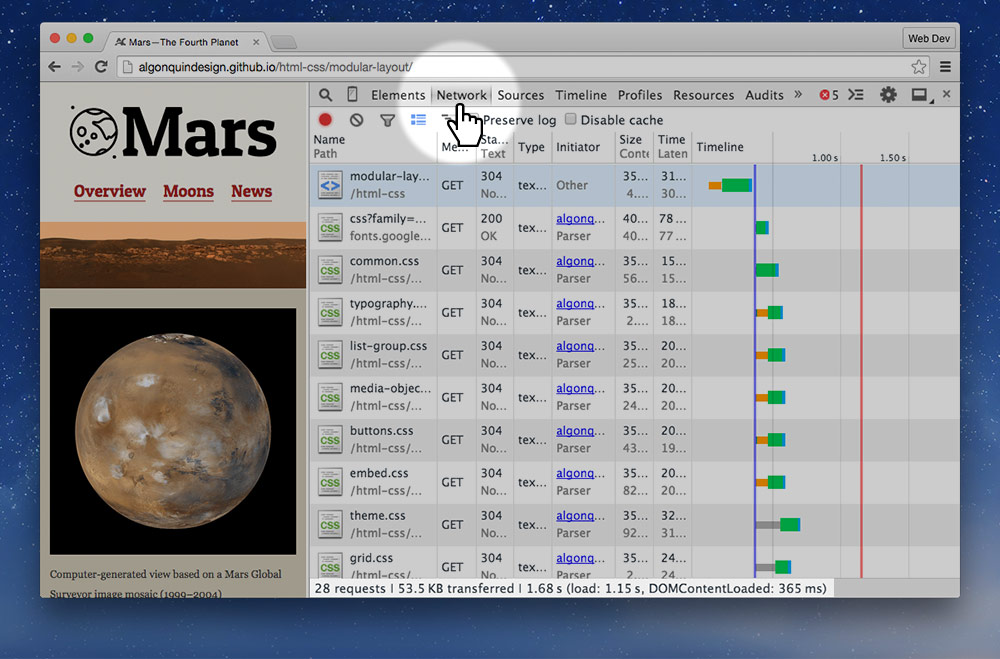 Mars—The Fourth Planet
Web Dev
algonquindesign.github.io/html-css/modular-layout/
Elements Network Sources Timeline Profiles Resources Audits » 5
Preserve log Disable cache
Name Path Me... Sta... Text Type Initiator Size Conte Time Laten Timeline 1.00 s 1.50 s
modular-lay... GET 304 tex... Other 35... 31...
/html-css No... 4... 30...
css?family=... GET 200 tex... algonq... 40... 78 ...
fonts.google... OK Parser 40... 77 ...
common.css GET 304 tex... algonq... 35... 15...
/html-css/... No... Parser 56... 15...
typography.... GET 304 tex... algonq... 35... 18...
/html-css/... No... Parser 2.... 18...
list-group.css GET 304 tex... algonq... 35... 20...
/html-css/... No... Parser 25... 20...
media-objec... GET 304 tex... algonq... 35... 20...
/html-css/... No... Parser 24... 20...
buttons.css GET 304 tex... algonq... 35... 20...
/html-css/... No... Parser 43... 19...
embed.css GET 304 tex... algonq... 35... 20...
/html-css/... No... Parser 82... 20...
theme.css GET 304 tex... algonq... 35... 32...
/html-css/... No... Parser 92... 31...
grid.css GET 304 tex... algonq... 35... 24...
/html-css/... No... Parser 2... 24...
28 requests | 53.5 KB transferred | 1.68 s (load: 1.15 s, DOMContentLoaded: 365 ms)
Mars
Overview Moons News
Computer-generated view based on a Mars Global
Surveyor image mosaic (1999–2004)